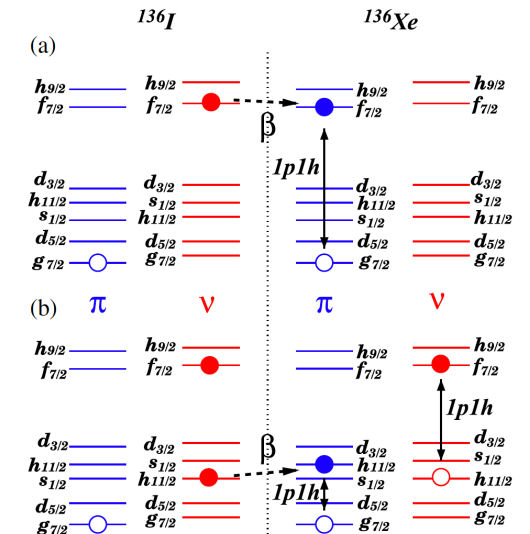 136I 136Xe
(a)
h9/2 h9/2 h9/2 h9/2
f7/2 f7/2 f7/2 f7/2
β
1p1h
d3/2 d3/2 d3/2 d3/2
h11/2 s1/2 h11/2 s1/2
s1/2 h11/2 s1/2 h11/2
d5/2 d5/2 d5/2 d5/2
g7/2 g7/2 g7/2 g7/2
(b) π ν π ν
h9/2 h9/2 h9/2 h9/2
f7/2 f7/2 f7/2 f7/2
1p1h
d3/2 d3/2 β d3/2 d3/2
h11/2 s1/2 h11/2 s1/2
s1/2 h11/2 1p1h s1/2 h11/2
d5/2 d5/2 d5/2 d5/2
g7/2 g7/2 g7/2 g7/2